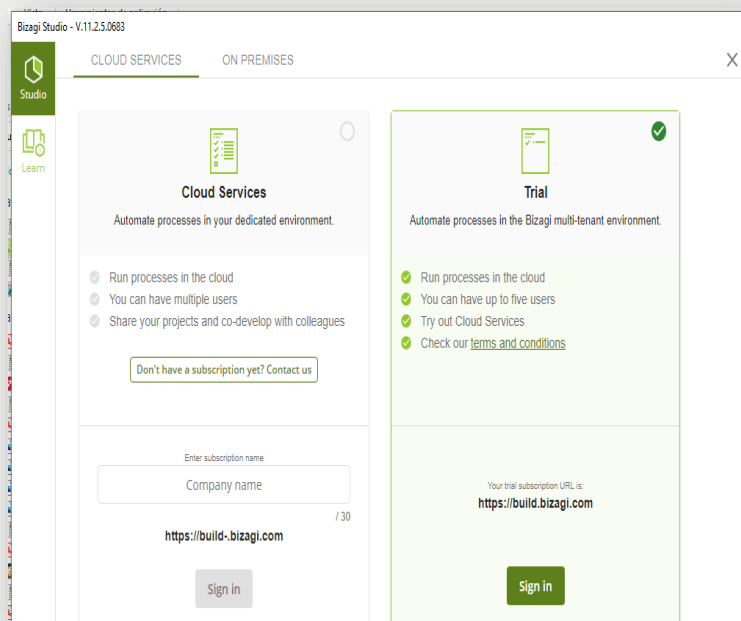 Bizagi Studio - V.11.2.5.0683
CLOUD SERVICES
ON PREMISES
Studio
Learn
Cloud Services
Automate processes in your dedicated environment.
Run processes in the cloud
You can have multiple users
Share your projects and co-develop with colleagues
Don't have a subscription yet? Contact us
Enter subscription name
Company name
/ 30
https://build-.bizagi.com
Sign in
Trial
Automate processes in the Bizagi multi-tenant environment.
Run processes in the cloud
You can have up to five users
Try out Cloud Services
Check our terms and conditions
Your trial subscription URL is:
https://build.bizagi.com
Sign in